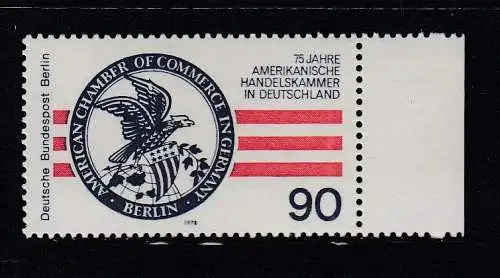 Deutsche Bundespost Berlin
75 JAHRE
AMERIKANISCHE
HANDELSKAMMER
IN DEUTSCHLAND
· AMERICAN CHAMBER OF COMMERCE IN GERMANY ·
BERLIN
1978
90